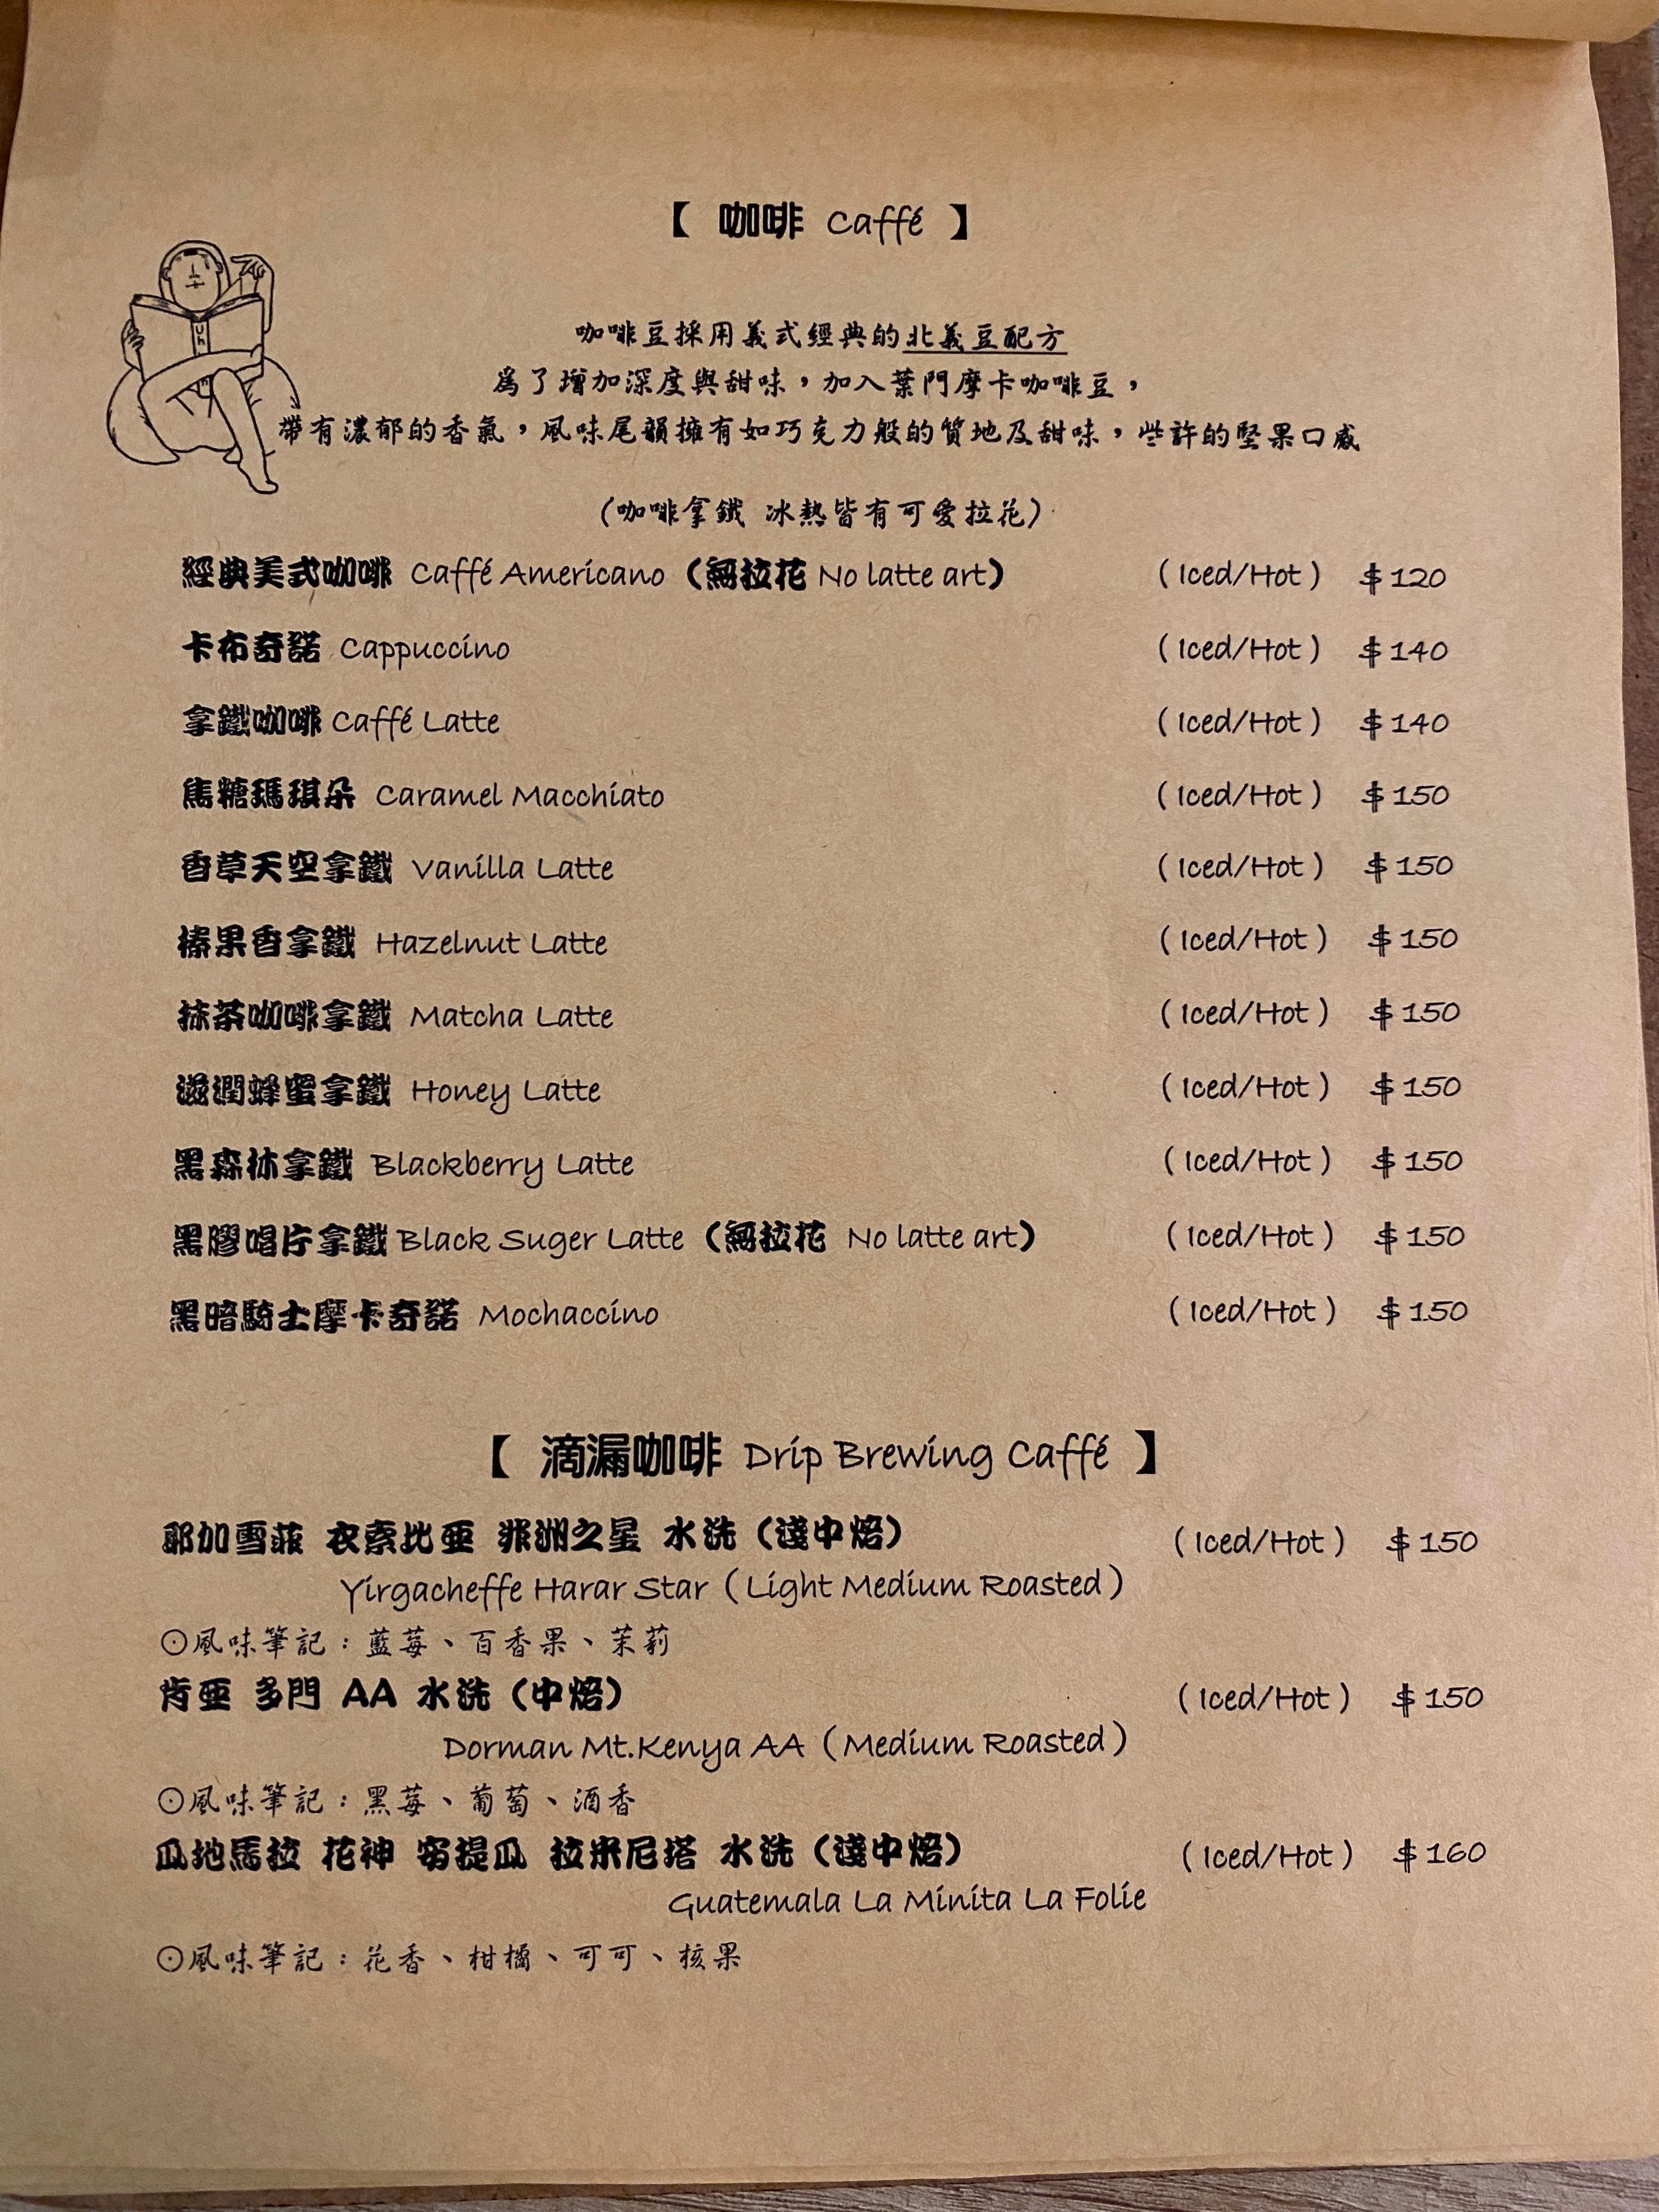 【 咖啡 Caffé 】
咖啡豆採用義式經典的北義豆配方
為了增加深度與甜味，加入葉門摩卡咖啡豆，
帶有濃郁的香氣，風味尾韻擁有如巧克力般的質地及甜味，些許的堅果口感
（咖啡拿鐵 冰熱皆有可愛拉花）
經典美式咖啡 Caffé Americano（無拉花 No latte art） （Iced/Hot） $120
卡布奇諾 Cappuccino （Iced/Hot） $140
拿鐵咖啡 Caffé Latte （Iced/Hot） $140
焦糖瑪琪朵 Caramel Macchiato （Iced/Hot） $150
香草天空拿鐵 Vanilla Latte （Iced/Hot） $150
榛果香拿鐵 Hazelnut Latte （Iced/Hot） $150
抹茶咖啡拿鐵 Matcha Latte （Iced/Hot） $150
滋潤蜂蜜拿鐵 Honey Latte （Iced/Hot） $150
黑森林拿鐵 Blackberry Latte （Iced/Hot） $150
黑膠唱片拿鐵 Black Suger Latte（無拉花 No latte art） （Iced/Hot） $150
黑暗騎士摩卡奇諾 Mochaccino （Iced/Hot） $150
【 滴漏咖啡 Drip Brewing Caffé 】
耶加雪菲 衣索比亞 非洲之星 水洗（淺中焙） （Iced/Hot） $150
Yirgacheffe Harar Star（Light Medium Roasted）
⊙風味筆記：藍莓、百香果、茉莉
肯亞 多門 AA 水洗（中焙） （Iced/Hot） $150
Dorman Mt.Kenya AA（Medium Roasted）
⊙風味筆記：黑莓、葡萄、酒香
瓜地馬拉 花神 安提瓜 拉米尼塔 水洗（淺中焙） （Iced/Hot） $160
Guatemala La Minita La Folie
⊙風味筆記：花香、柑橘、可可、核果